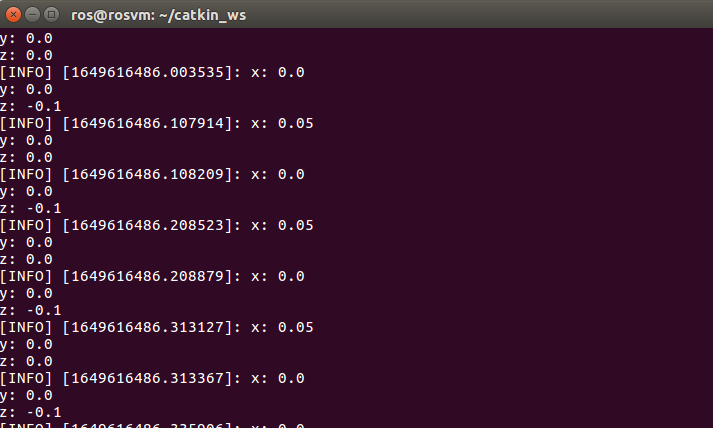 ros@rosvm: ~/catkin_ws
y: 0.0
z: 0.0
[INFO] [1649616486.003535]: x: 0.0
y: 0.0
z: -0.1
[INFO] [1649616486.107914]: x: 0.05
y: 0.0
z: 0.0
[INFO] [1649616486.108209]: x: 0.0
y: 0.0
z: -0.1
[INFO] [1649616486.208523]: x: 0.05
y: 0.0
z: 0.0
[INFO] [1649616486.208879]: x: 0.0
y: 0.0
z: -0.1
[INFO] [1649616486.313127]: x: 0.05
y: 0.0
z: 0.0
[INFO] [1649616486.313367]: x: 0.0
y: 0.0
z: -0.1
[INFO]